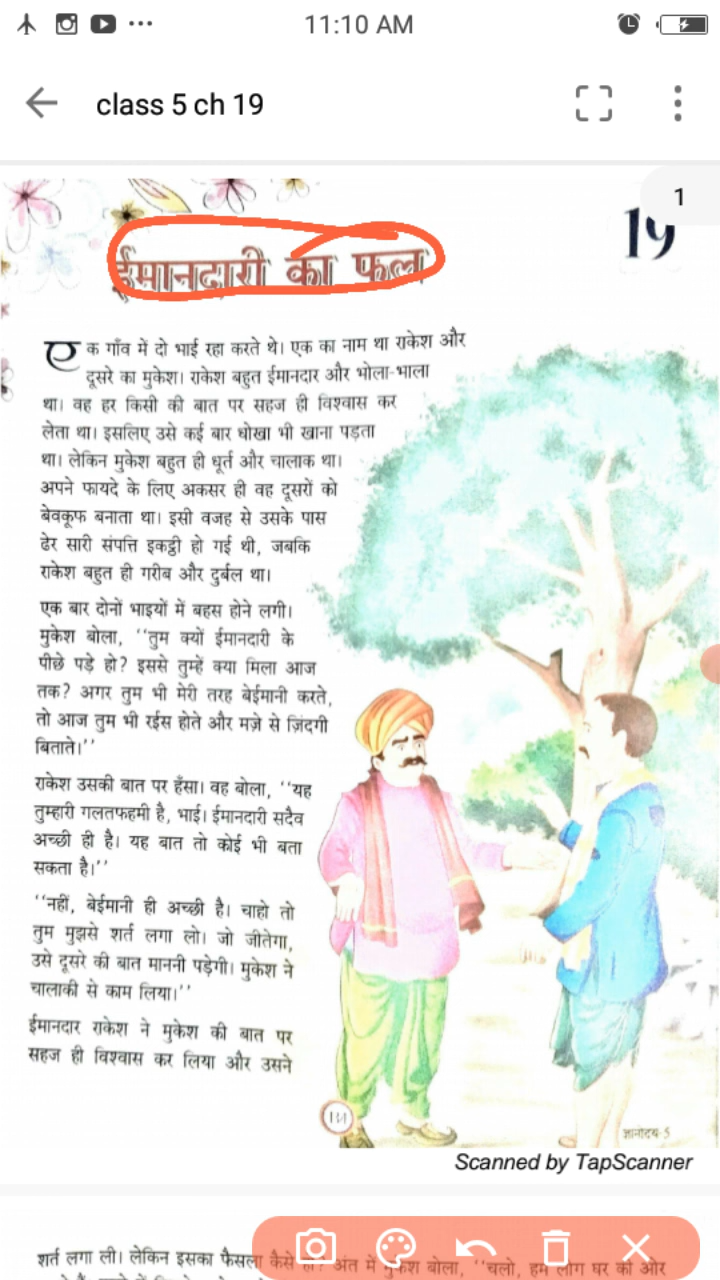 11:10 AM
class 5 ch 19
1
19
ईमानदारी का फल
एक गाँव में दो भाई रहा करते थे। एक का नाम था राकेश और
दूसरे का मुकेश। राकेश बहुत ईमानदार और भोला-भाला
था। वह हर किसी की बात पर सहज ही विश्वास कर
लेता था। इसलिए उसे कई बार धोखा भी खाना पड़ता
था। लेकिन मुकेश बहुत ही धूर्त और चालाक था।
अपने फायदे के लिए अकसर ही वह दूसरों को
बेवकूफ बनाता था। इसी वजह से उसके पास
ढेर सारी संपत्ति इकट्ठी हो गई थी, जबकि
राकेश बहुत ही गरीब और दुर्बल था।
एक बार दोनों भाइयों में बहस होने लगी।
मुकेश बोला, ‘‘तुम क्यों ईमानदारी के
पीछे पड़े हो? इससे तुम्हें क्या मिला आज
तक? अगर तुम भी मेरी तरह बेईमानी करते,
तो आज तुम भी रईस होते और मज़े से ज़िंदगी
बिताते।’’
राकेश उसकी बात पर हँसा। वह बोला, ‘‘यह
तुम्हारी गलतफहमी है, भाई। ईमानदारी सदैव
अच्छी ही है। यह बात तो कोई भी बता
सकता है।’’
‘‘नहीं, बेईमानी ही अच्छी है। चाहो तो
तुम मुझसे शर्त लगा लो। जो जीतेगा,
उसे दूसरे की बात माननी पड़ेगी। मुकेश ने
चालाकी से काम लिया।’’
ईमानदार राकेश ने मुकेश की बात पर
सहज ही विश्वास कर लिया और उसने
ज्ञानोदय-5
Scanned by TapScanner
शर्त लगा ली। लेकिन इसका फैसला कैसे हो? अंत में मुकेश बोला, ‘‘चलो, हम लोग घर की ओर